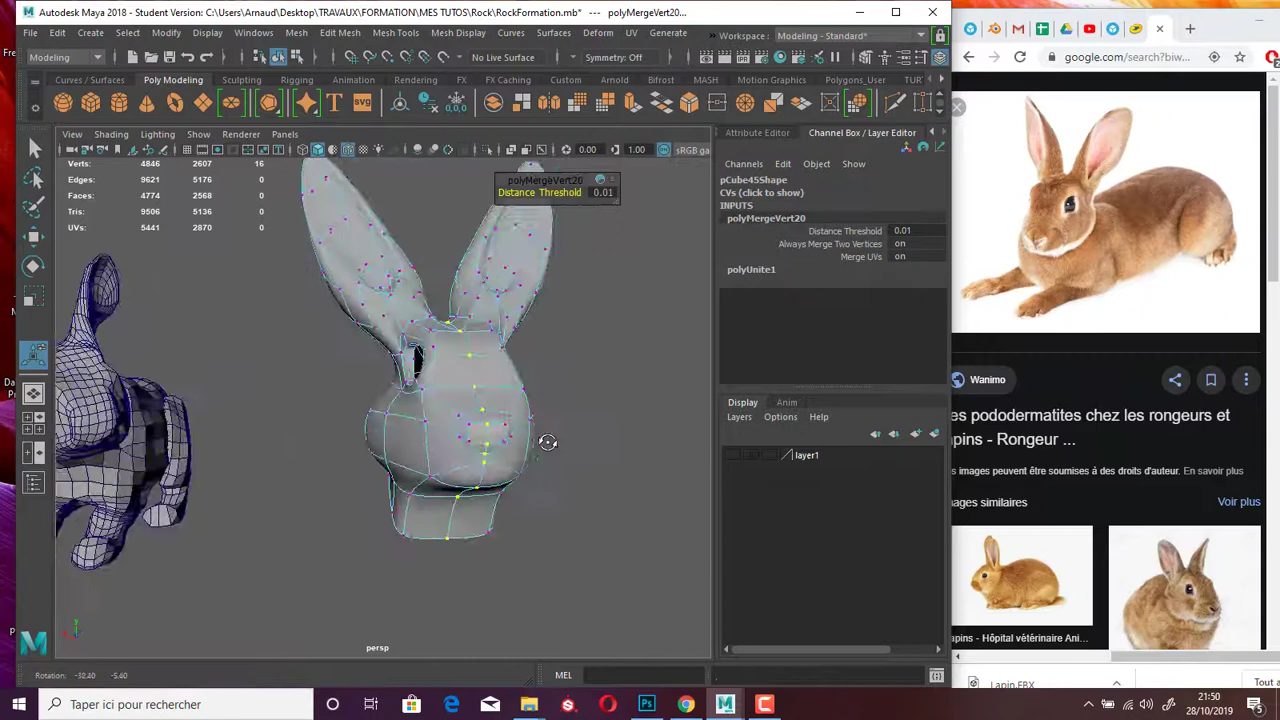 Autodesk Maya 2018 - Student Version: C:\Users\Arnaud\Desktop\TRAVAUX\FORMATION\MES TUTOS\Rock\RockFormation.mb* --- polyMergeVert20...
File Edit Create Select Modify Display Windows Mesh Edit Mesh Mesh Tools Mesh Display Curves Surfaces Deform UV Generate
Workspace : Modeling - Standard*
Modeling
No Live Surface
Symmetry: Off
Curves / Surfaces
Poly Modeling
Sculpting
Rigging
Animation
Rendering
FX
FX Caching
Custom
Arnold
Bifrost
MASH
Motion Graphics
Polygons_User
TUR
T
SVG
View Shading Lighting Show Renderer Panels
0.00
1.00
sRGB ga
Verts: 4846 2607 16
Edges: 9621 5176 0
Faces: 4774 2568 0
Tris: 9506 5136 0
UVs: 5441 2870 0
polyMergeVert20
Distance Threshold 0.01
y
persp
Rotation: -32.40 -5.40
MEL
Attribute Editor
Channel Box / Layer Editor
Channels Edit Object Show
pCube45Shape
CVs (click to show)
INPUTS
polyMergeVert20
Distance Threshold 0.01
Always Merge Two Vertices on
Merge UVs on
polyUnite1
Display Anim
Layers Options Help
layer1
google.com/search?biw...
Wanimo
es pododermatites chez les rongeurs et
pins - Rongeur ...
s images peuvent être soumises à des droits d'auteur. En savoir plus
nages similaires
Voir plus
apins - Hôpital vétérinaire Ani...
Lapin.FBX
Tout a
Taper ici pour rechercher
21:50
28/10/2019